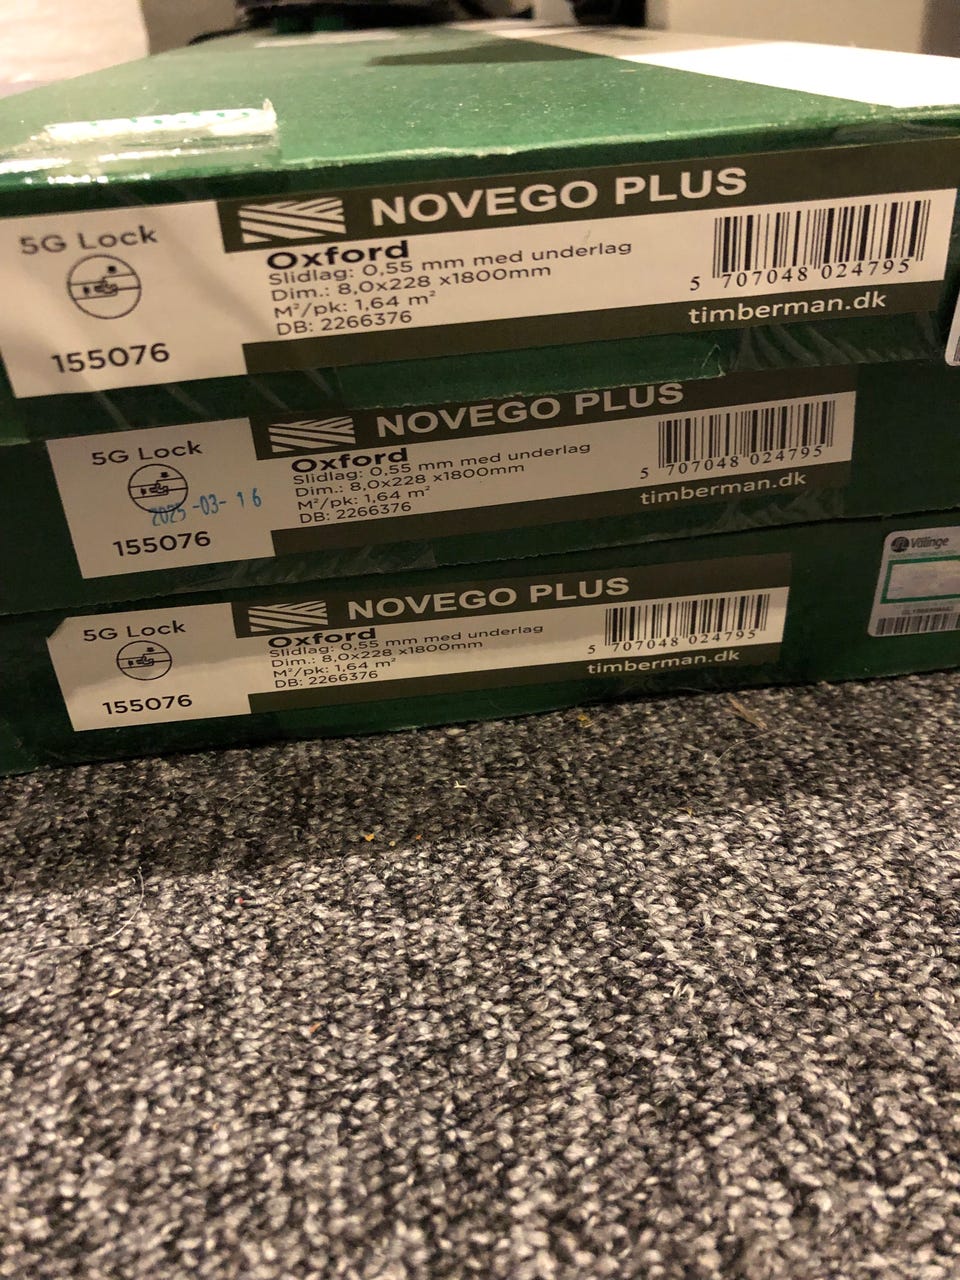 5G Lock
155076
NOVEGO PLUS
Oxford
Slidlag: 0,55 mm med underlag
Dim.: 8,0x228 x1800mm
M²/pk: 1,64 m²
DB: 2266376
5 707048 024795
timberman.dk
5G Lock
2025-03-16
155076
NOVEGO PLUS
Oxford
Slidlag: 0,55 mm med underlag
Dim.: 8,0x228 x1800mm
M²/pk: 1,64 m²
DB: 2266376
5 707048 024795
timberman.dk
5G Lock
155076
NOVEGO PLUS
Oxford
Slidlag: 0,55 mm med underlag
Dim.: 8,0x228 x1800mm
M²/pk: 1,64 m²
DB: 2266376
5 707048 024795
timberman.dk
Välinge